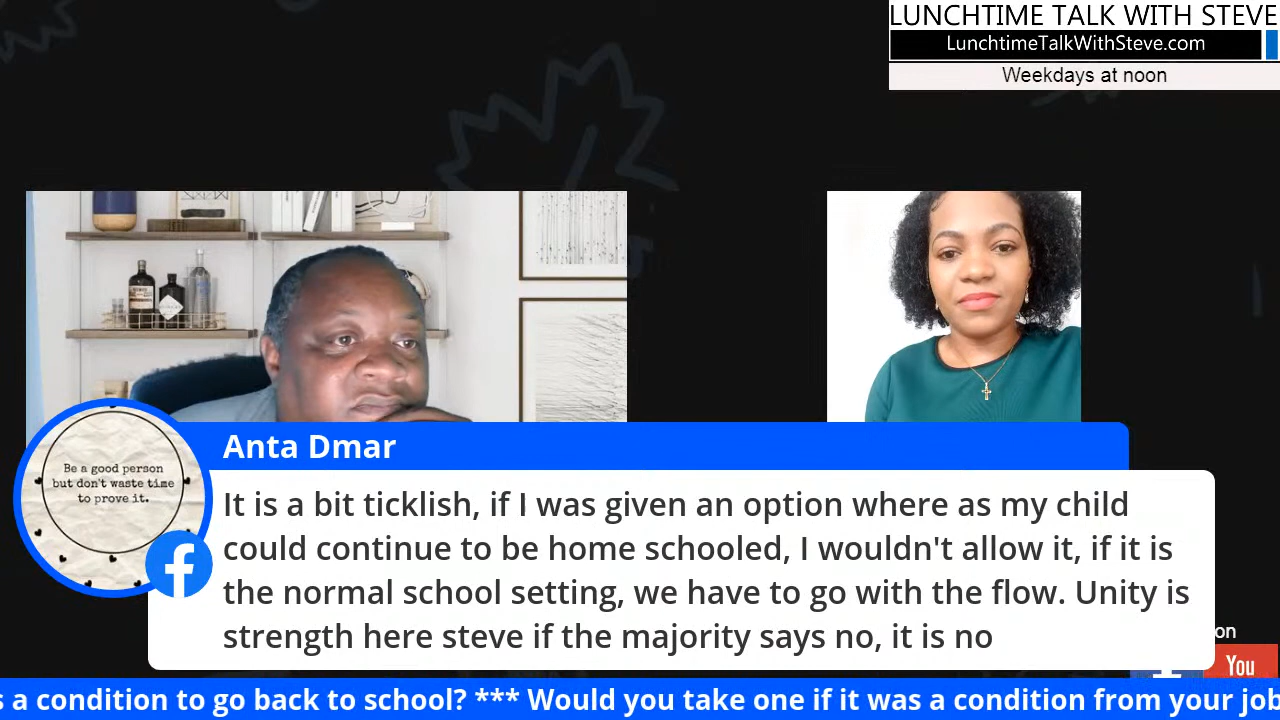 LUNCHTIME TALK WITH STEVE
LunchtimeTalkWithSteve.com
Weekdays at noon
Anta Dmar
Be a good person
but don't waste time
to prove it.
It is a bit ticklish, if I was given an option where as my child
could continue to be home schooled, I wouldn't allow it, if it is
the normal school setting, we have to go with the flow. Unity is
strength here steve if the majority says no, it is no
on
You
s a condition to go back to school? *** Would you take one if it was a condition from your job